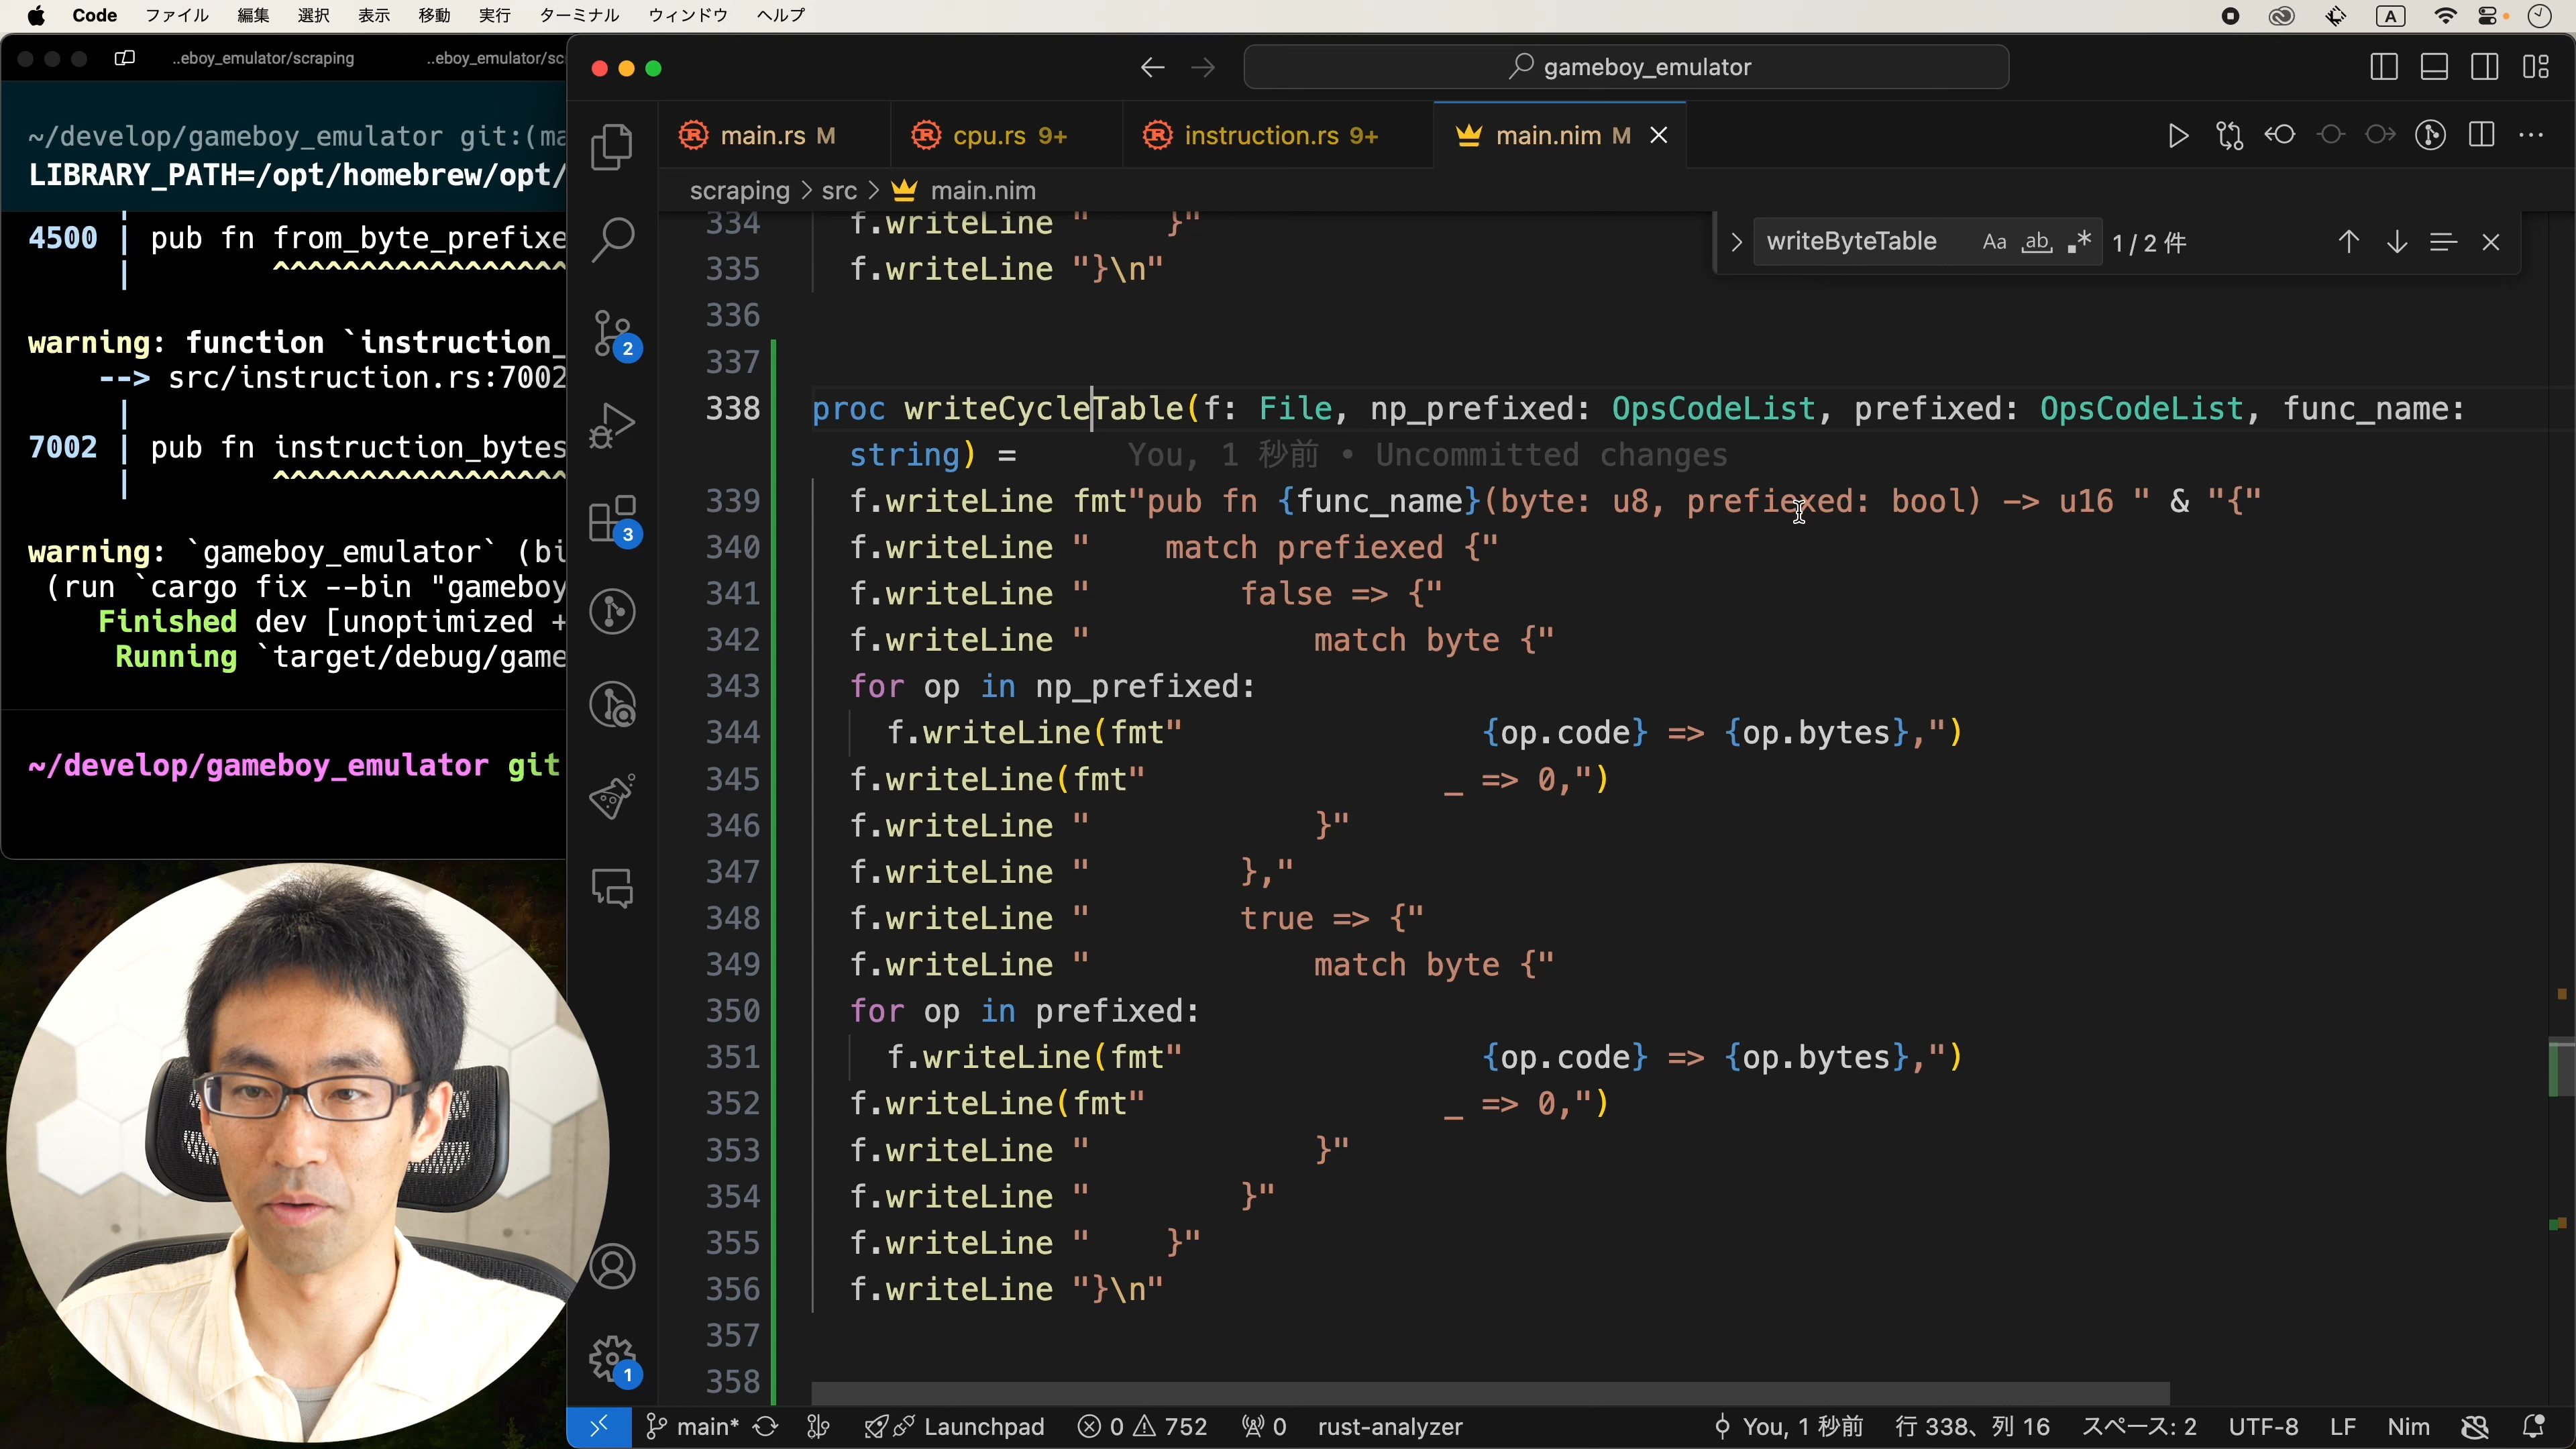 Code ファイル 編集 選択 表示 移動 実行 ターミナル ウィンドウ ヘルプ A
..eboy_emulator/scraping ..eboy_emulator/sc
~/develop/gameboy_emulator git:(ma
LIBRARY_PATH=/opt/homebrew/opt/
4500 | pub fn from_byte_prefixe
| ^^^^^^^^^^^^^^^^
warning: function `instruction_
--> src/instruction.rs:7002
|
7002 | pub fn instruction_bytes
| ^^^^^^^^^^^^^^^^
warning: `gameboy_emulator` (bi
(run `cargo fix --bin "gameboy
Finished dev [unoptimized +
Running `target/debug/game
~/develop/gameboy_emulator git
gameboy_emulator
main.rs M cpu.rs 9+ instruction.rs 9+ main.nim M
scraping > src > main.nim
writeByteTable Aa ab .* 1 / 2 件
2
3
1
334 f.writeLine "    }"
335 f.writeLine "}\n"
336
337
338 proc writeCycleTable(f: File, np_prefixed: OpsCodeList, prefixed: OpsCodeList, func_name:
string) = You, 1 秒前 • Uncommitted changes
339 f.writeLine fmt"pub fn {func_name}(byte: u8, prefiexed: bool) -> u16 " & "{"
340 f.writeLine "    match prefiexed {"
341 f.writeLine "        false => {"
342 f.writeLine "            match byte {"
343 for op in np_prefixed:
344 f.writeLine(fmt"                {op.code} => {op.bytes},")
345 f.writeLine(fmt"                _ => 0,")
346 f.writeLine "            }"
347 f.writeLine "        },"
348 f.writeLine "        true => {"
349 f.writeLine "            match byte {"
350 for op in prefixed:
351 f.writeLine(fmt"                {op.code} => {op.bytes},")
352 f.writeLine(fmt"                _ => 0,")
353 f.writeLine "            }"
354 f.writeLine "        }"
355 f.writeLine "    }"
356 f.writeLine "}\n"
357
358
main* Launchpad 0 752 0 rust-analyzer You, 1 秒前 行 338、列 16 スペース: 2 UTF-8 LF Nim